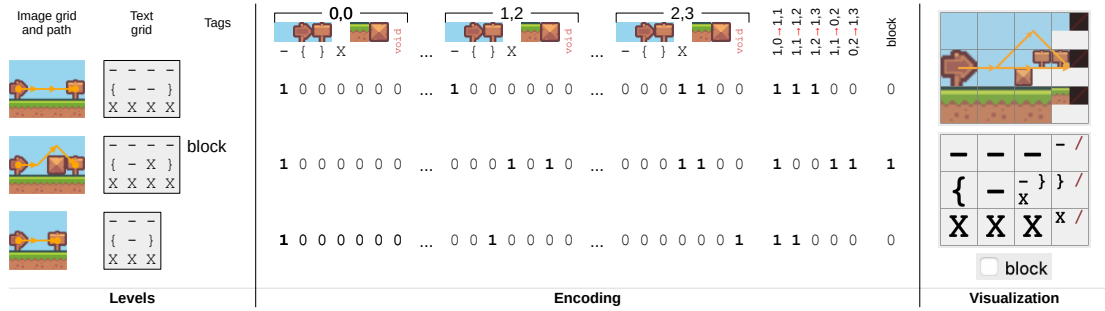 Image grid
and path
Text
grid
Tags
– – – –
{ – – }
X X X X
– – – –
{ – X }
X X X X
block
– – –
{ – }
X X X
Levels
0,0 1,2 2,3
– { } X void ... – { } X void ... – { } X void 1,0→1,1 1,1→1,2 1,2→1,3 1,1→0,2 0,2→1,3 block
1 0 0 0 0 0 0 ... 1 0 0 0 0 0 0 ... 0 0 0 1 1 0 0 1 1 1 0 0 0
1 0 0 0 0 0 0 ... 0 0 0 1 0 1 0 ... 0 0 0 1 1 0 0 1 0 0 1 1 1
1 0 0 0 0 0 0 ... 0 0 1 0 0 0 0 ... 0 0 0 0 0 0 1 1 1 0 0 0 0
Encoding
– – – – /
{ – – } X } /
X X X X /
block
Visualization